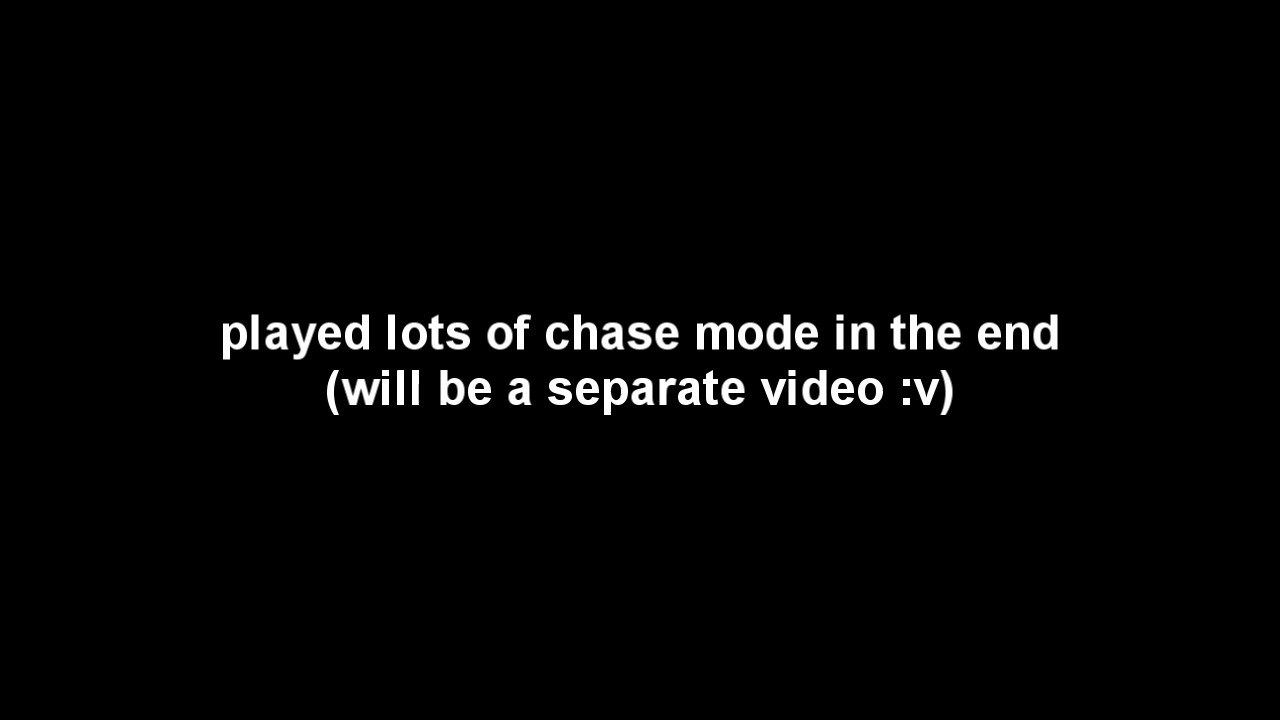 played lots of chase mode in the end
(will be a separate video :v)